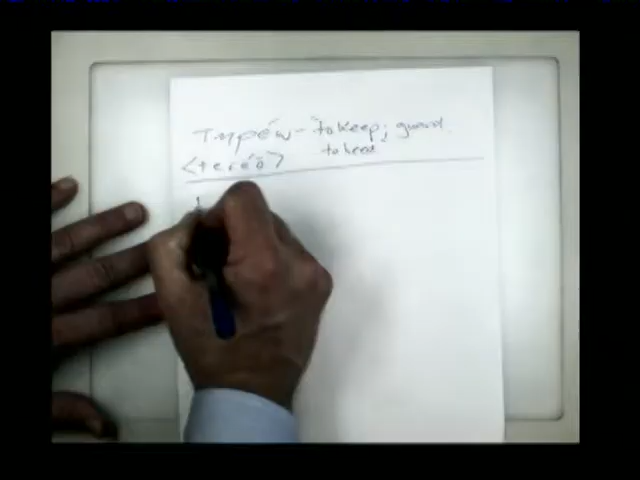 τηρέω - to keep; guard.
<tereō> to heed